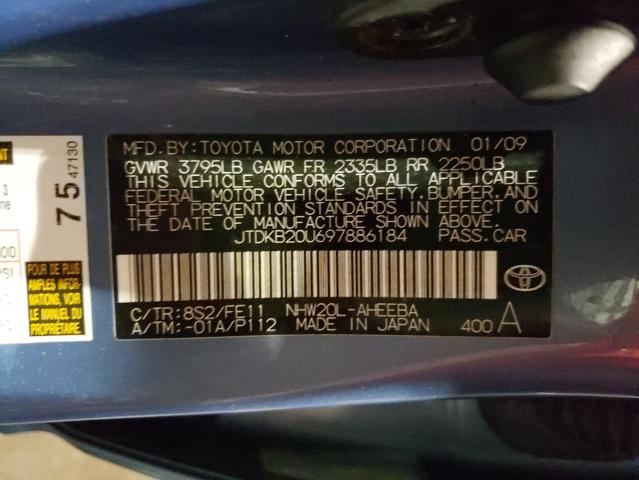 MFD.BY:TOYOTA MOTOR CORPORATION 01/09
GVWR 3795LB GAWR FR 2335LB RR 2250LB
THIS VEHICLE CONFORMS TO ALL APPLICABLE
FEDERAL MOTOR VEHICLE SAFETY, BUMPER, AND
THEFT PREVENTION STANDARDS IN EFFECT ON
THE DATE OF MANUFACTURE SHOWN ABOVE.
JTDKB20U697886184 PASS.CAR
C/TR:8S2/FE11 NHW20L-AHEEBA
A/TM:-01A/P112 MADE IN JAPAN 400 A
75 47130
POUR DE PLUS
AMPLES INFOR-
MATIONS, VOIR
LE MANUEL DU
PROPRIÉTAIRE.